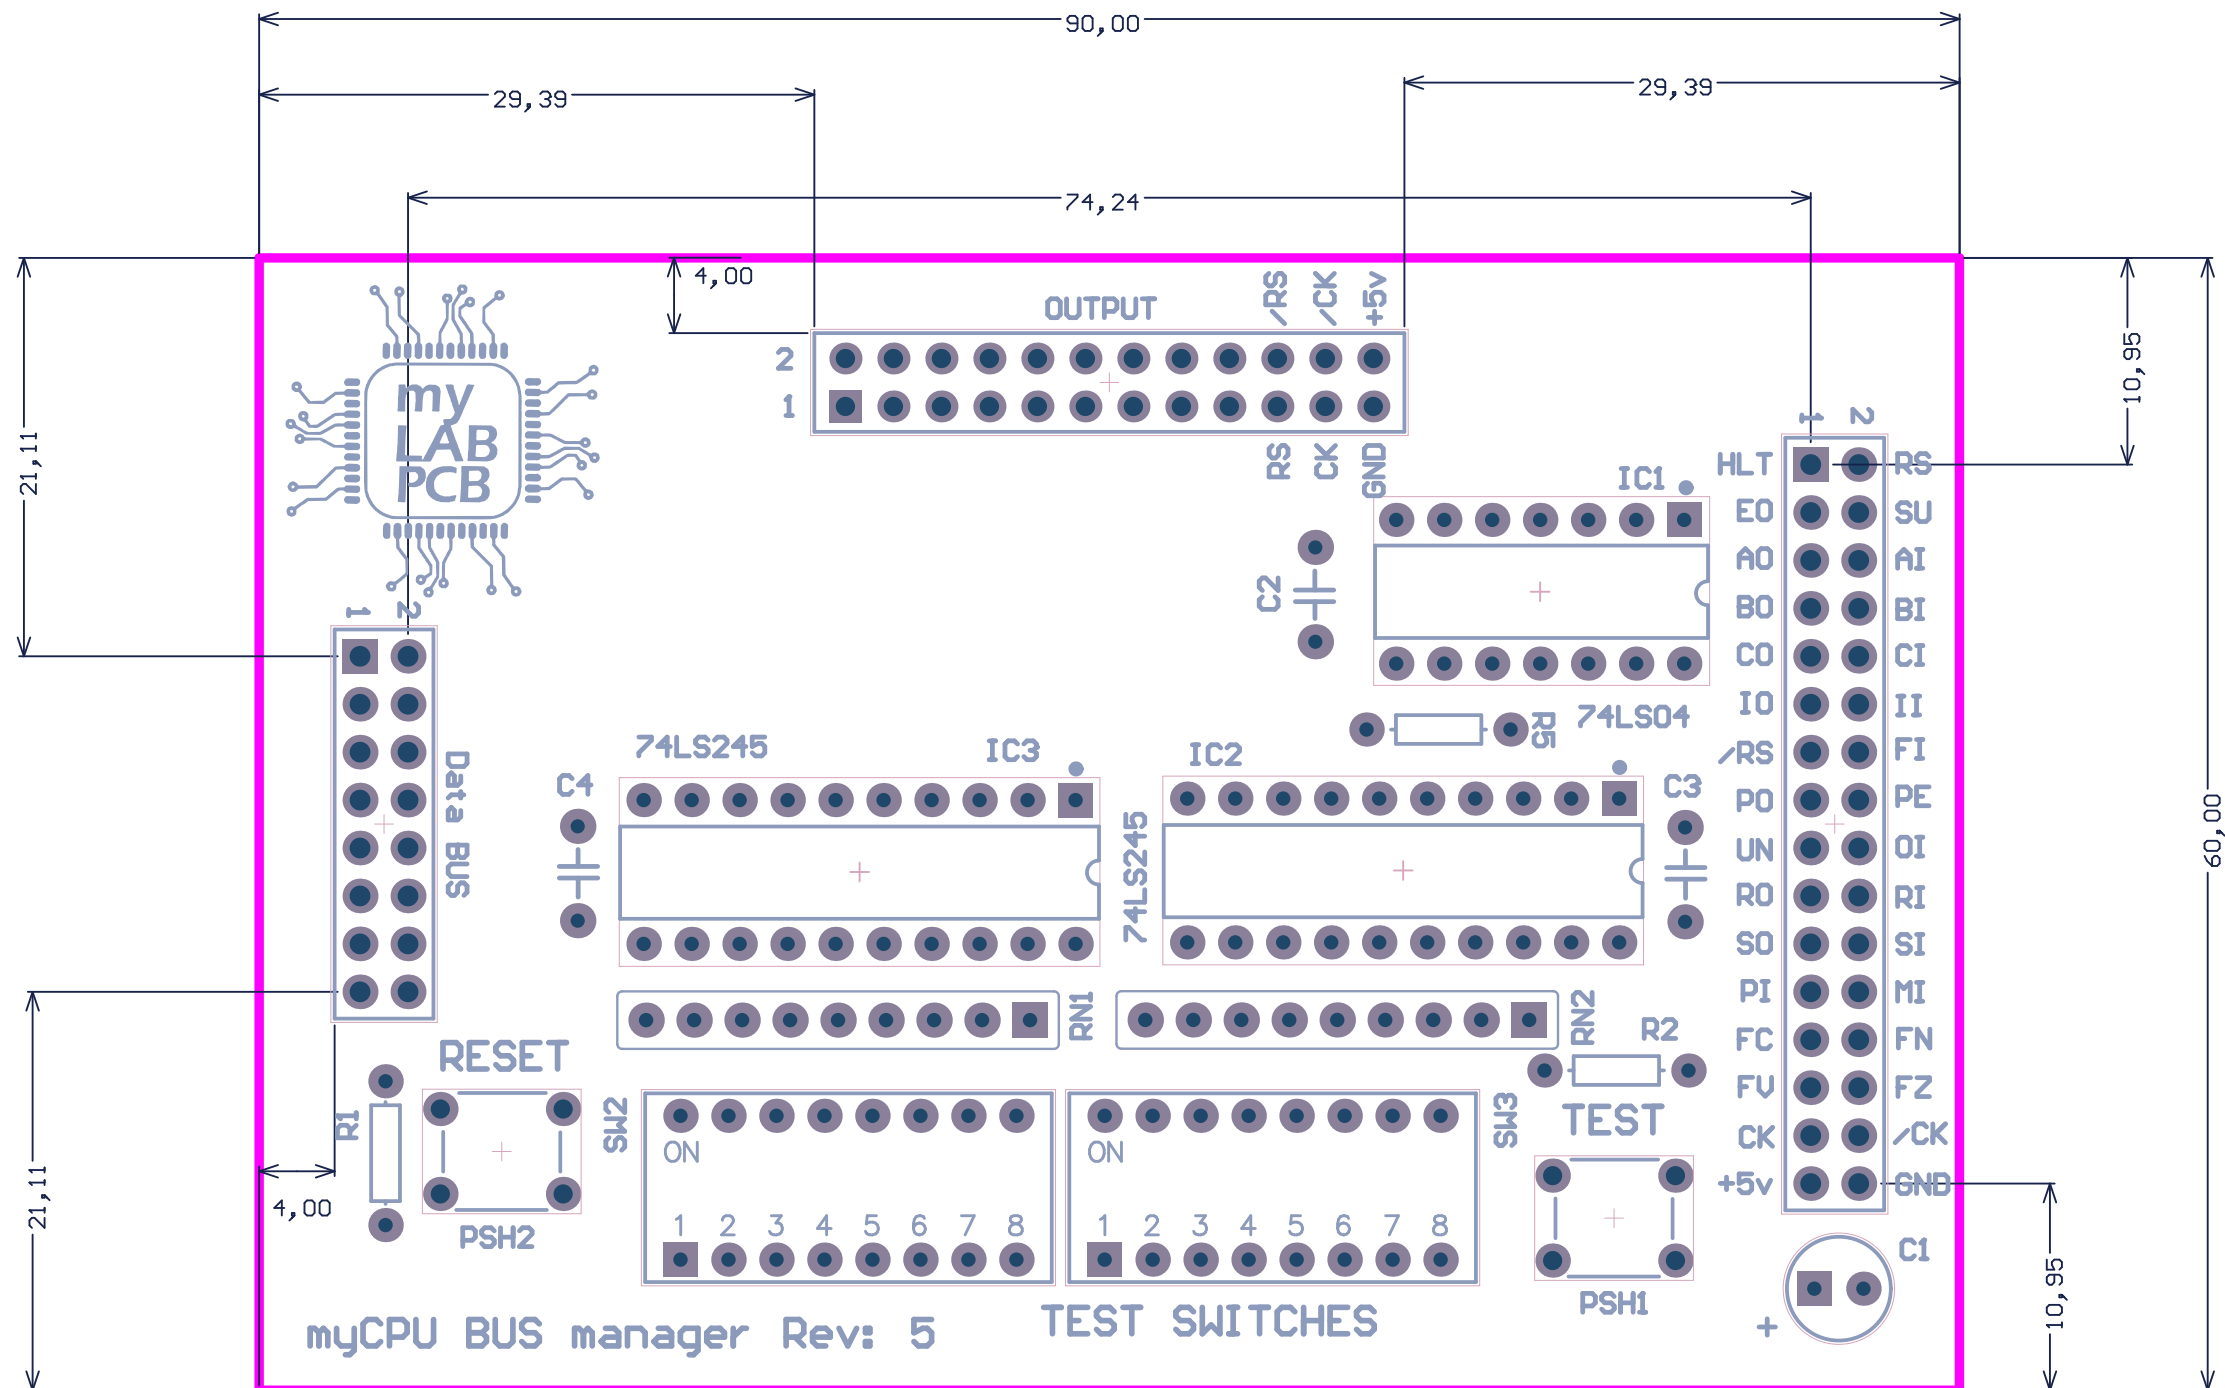 90,00
29,39
29,39
74,24
4,00
21,11
10,95
60,00
my
LAB
PCB
OUTPUT
/RS
/CK
+5v
2
1
RS
CK
GND
1
2
HLT RS
EO SU
AO AI
BO BI
CO CI
IO II
/RS FI
PO PE
UN OI
RO RI
SO SI
PI MI
FC FN
FV FZ
CK /CK
+5v GND
IC1
C2
74LS04
R5
1
2
Data BUS
74LS245
IC3
C4
IC2
74LS245
C3
RN1
RN2
R2
RESET
R1
PSH2
SW2
ON
1 2 3 4 5 6 7 8
SW3
ON
1 2 3 4 5 6 7 8
TEST
PSH1
C1
+
21,11
4,00
10,95
myCPU BUS manager Rev: 5
TEST SWITCHES